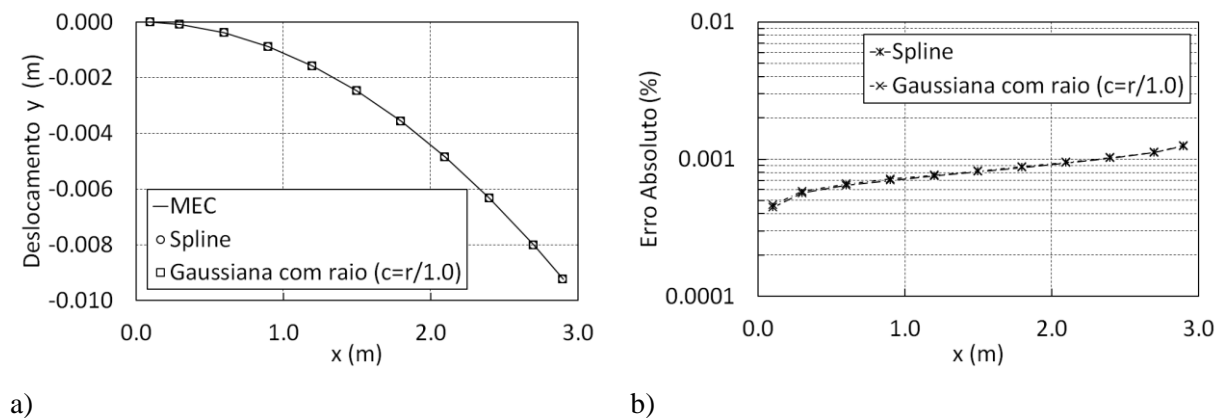 0.000
-0.002
-0.004
-0.006
-0.008
-0.010
Deslocamento y (m)
MEC
Spline
Gaussiana com raio (c=r/1.0)
0.0 1.0 2.0 3.0
x (m)
a)
0.01
0.001
0.0001
Erro Absoluto (%)
Spline
Gaussiana com raio (c=r/1.0)
0.0 1.0 2.0 3.0
x (m)
b)